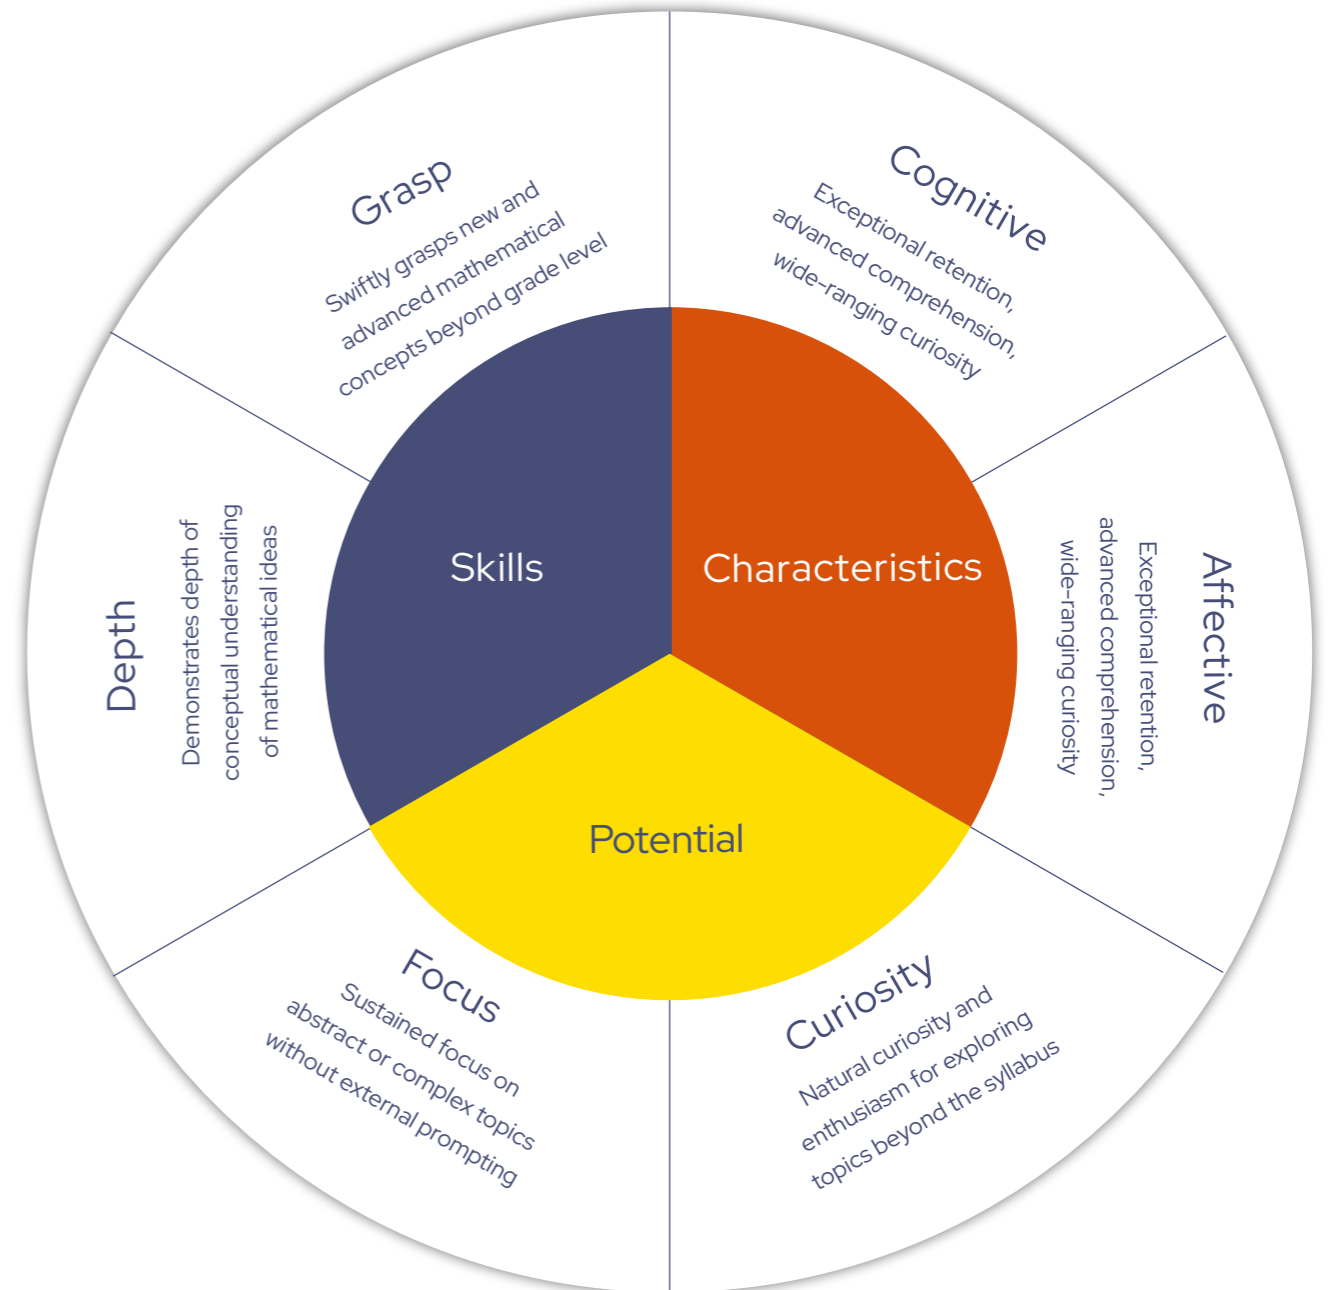 Grasp
Swiftly grasps new and
advanced mathematical
concepts beyond grade level
Cognitive
Exceptional retention,
advanced comprehension,
wide-ranging curiosity
Depth
Demonstrates depth of
conceptual understanding
of mathematical ideas
Skills
Characteristics
Affective
Exceptional retention,
advanced comprehension,
wide-ranging curiosity
Potential
Focus
Sustained focus on
abstract or complex topics
without external prompting
Curiosity
Natural curiosity and
enthusiasm for exploring
topics beyond the syllabus